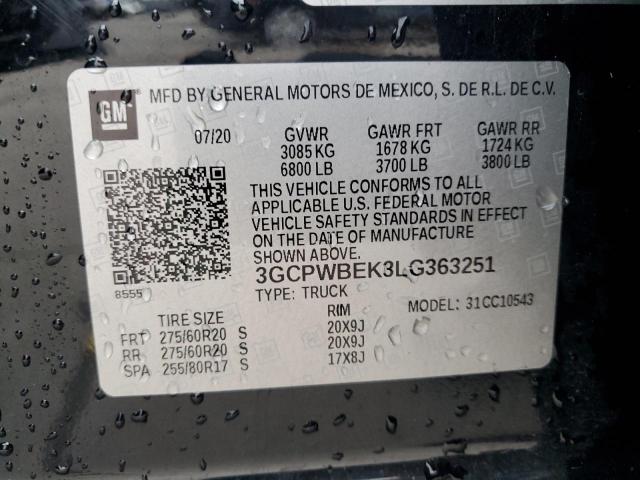 GM MFD BY GENERAL MOTORS DE MEXICO, S. DE R.L. DE C.V.
07/20 GVWR GAWR FRT GAWR RR
3085 KG 1678 KG 1724 KG
6800 LB 3700 LB 3800 LB
THIS VEHICLE CONFORMS TO ALL
APPLICABLE U.S. FEDERAL MOTOR
VEHICLE SAFETY STANDARDS IN EFFECT
ON THE DATE OF MANUFACTURE
SHOWN ABOVE.
3GCPWBEK3LG363251
8555 TYPE: TRUCK MODEL: 31CC10543
TIRE SIZE RIM
FRT 275/60R20 S 20X9J
RR 275/60R20 S 20X9J
SPA 255/80R17 S 17X8J